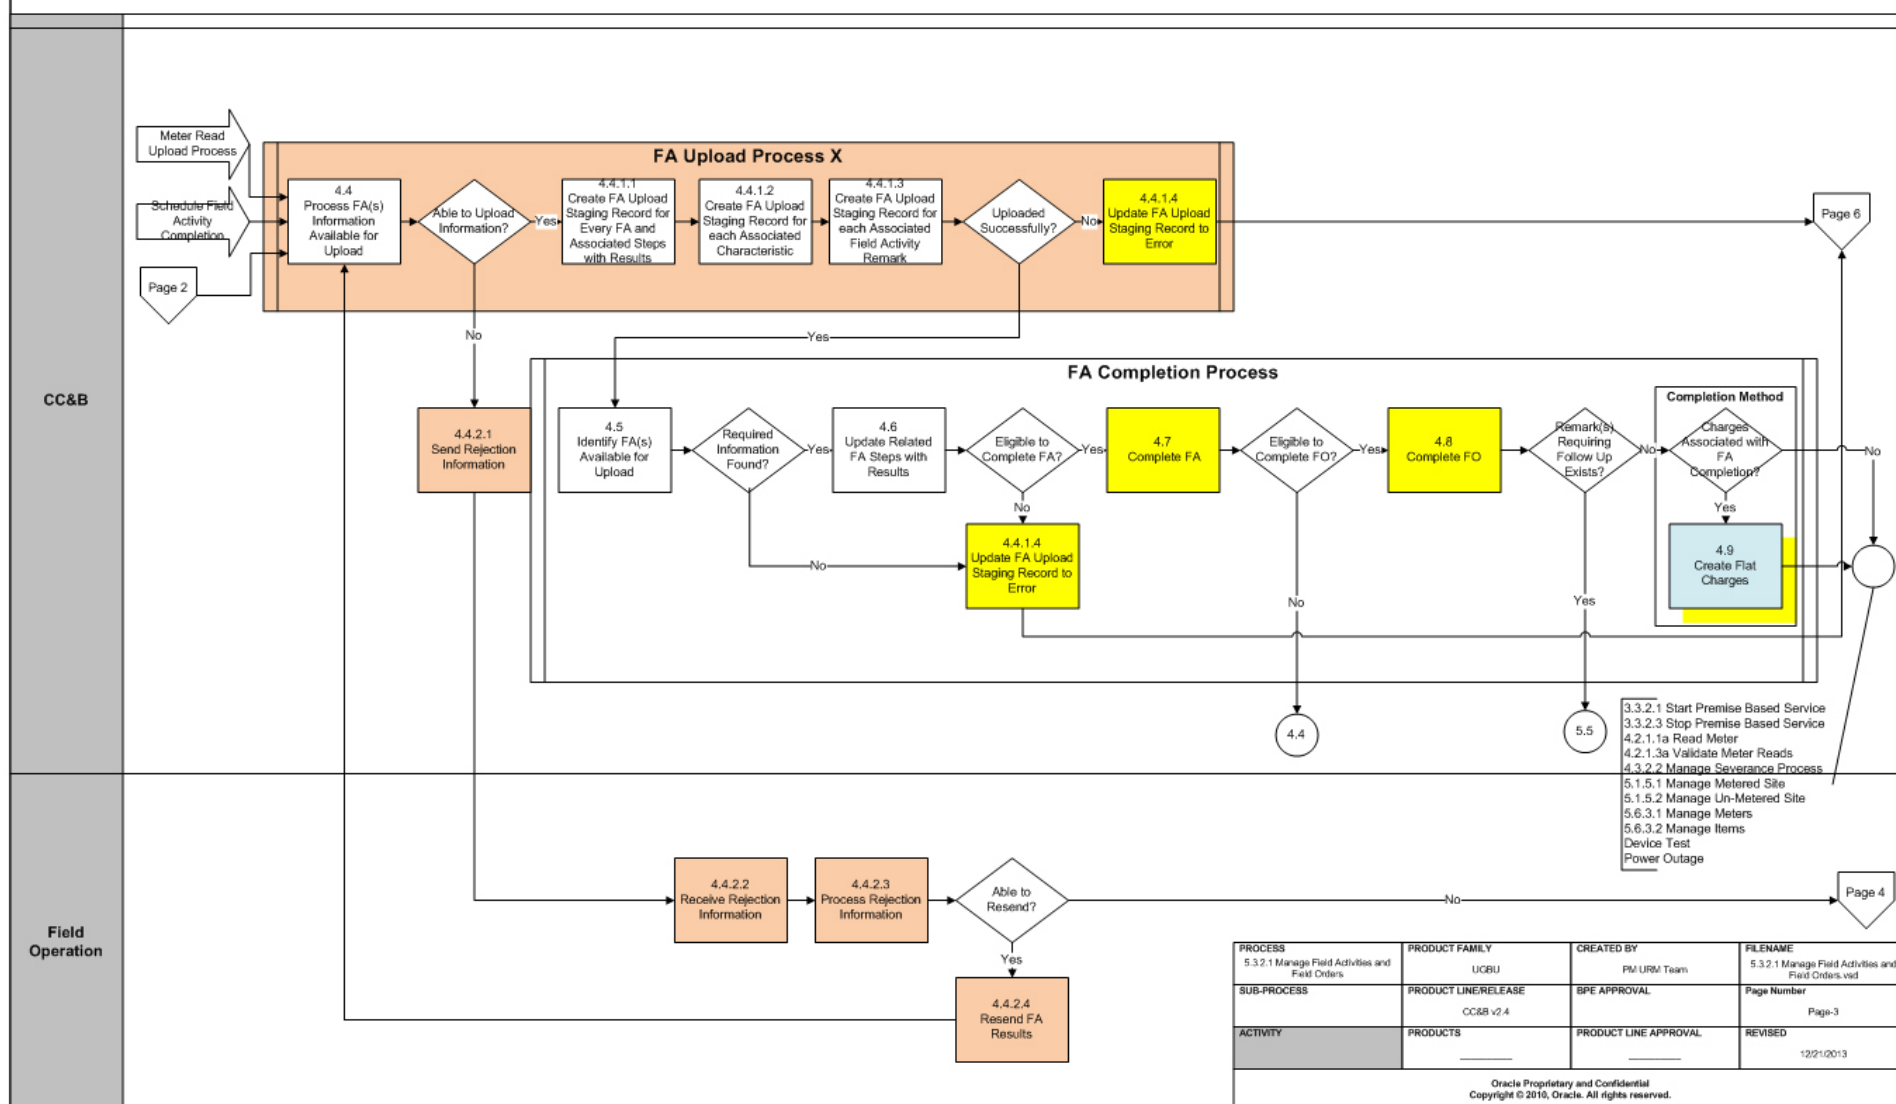 CC&B
Field
Operation
Meter Read
Upload Process
Schedule Field
Activity
Completion
Page 2
FA Upload Process X
4.4
Process FA(s)
Information
Available for
Upload
Able to Upload
Information?
Yes
No
4.4.1.1
Create FA Upload
Staging Record for
Every FA and
Associated Steps
with Results
4.4.1.2
Create FA Upload
Staging Record for
each Associated
Characteristic
4.4.1.3
Create FA Upload
Staging Record for
each Associated
Field Activity
Remark
Uploaded
Successfully?
No
Yes
4.4.1.4
Update FA Upload
Staging Record to
Error
Page 6
4.4.2.1
Send Rejection
Information
FA Completion Process
4.5
Identify FA(s)
Available for
Upload
Required
Information
Found?
Yes
No
4.6
Update Related
FA Steps with
Results
Eligible to
Complete FA?
Yes
No
4.4.1.4
Update FA Upload
Staging Record to
Error
4.7
Complete FA
Eligible to
Complete FO?
Yes
No
4.4
4.8
Complete FO
Remark(s)
Requiring
Follow Up
Exists?
No
Yes
5.5
Completion Method
Charges
Associated with
FA
Completion?
No
Yes
4.9
Create Flat
Charges
3.3.2.1 Start Premise Based Service
3.3.2.3 Stop Premise Based Service
4.2.1.1a Read Meter
4.2.1.3a Validate Meter Reads
4.3.2.2 Manage Severance Process
5.1.5.1 Manage Metered Site
5.1.5.2 Manage Un-Metered Site
5.6.3.1 Manage Meters
5.6.3.2 Manage Items
Device Test
Power Outage
4.4.2.2
Receive Rejection
Information
4.4.2.3
Process Rejection
Information
Able to
Resend?
No
Yes
Page 4
4.4.2.4
Resend FA
Results
PROCESS
5.3.2.1 Manage Field Activities and
Field Orders
PRODUCT FAMILY
UGBU
CREATED BY
PM URM Team
FILENAME
5.3.2.1 Manage Field Activities and
Field Orders.vsd
SUB-PROCESS
PRODUCT LINE/RELEASE
CC&B v2.4
BPE APPROVAL
Page Number
Page-3
ACTIVITY
PRODUCTS
PRODUCT LINE APPROVAL
REVISED
12/21/2013
Oracle Proprietary and Confidential
Copyright © 2010, Oracle. All rights reserved.